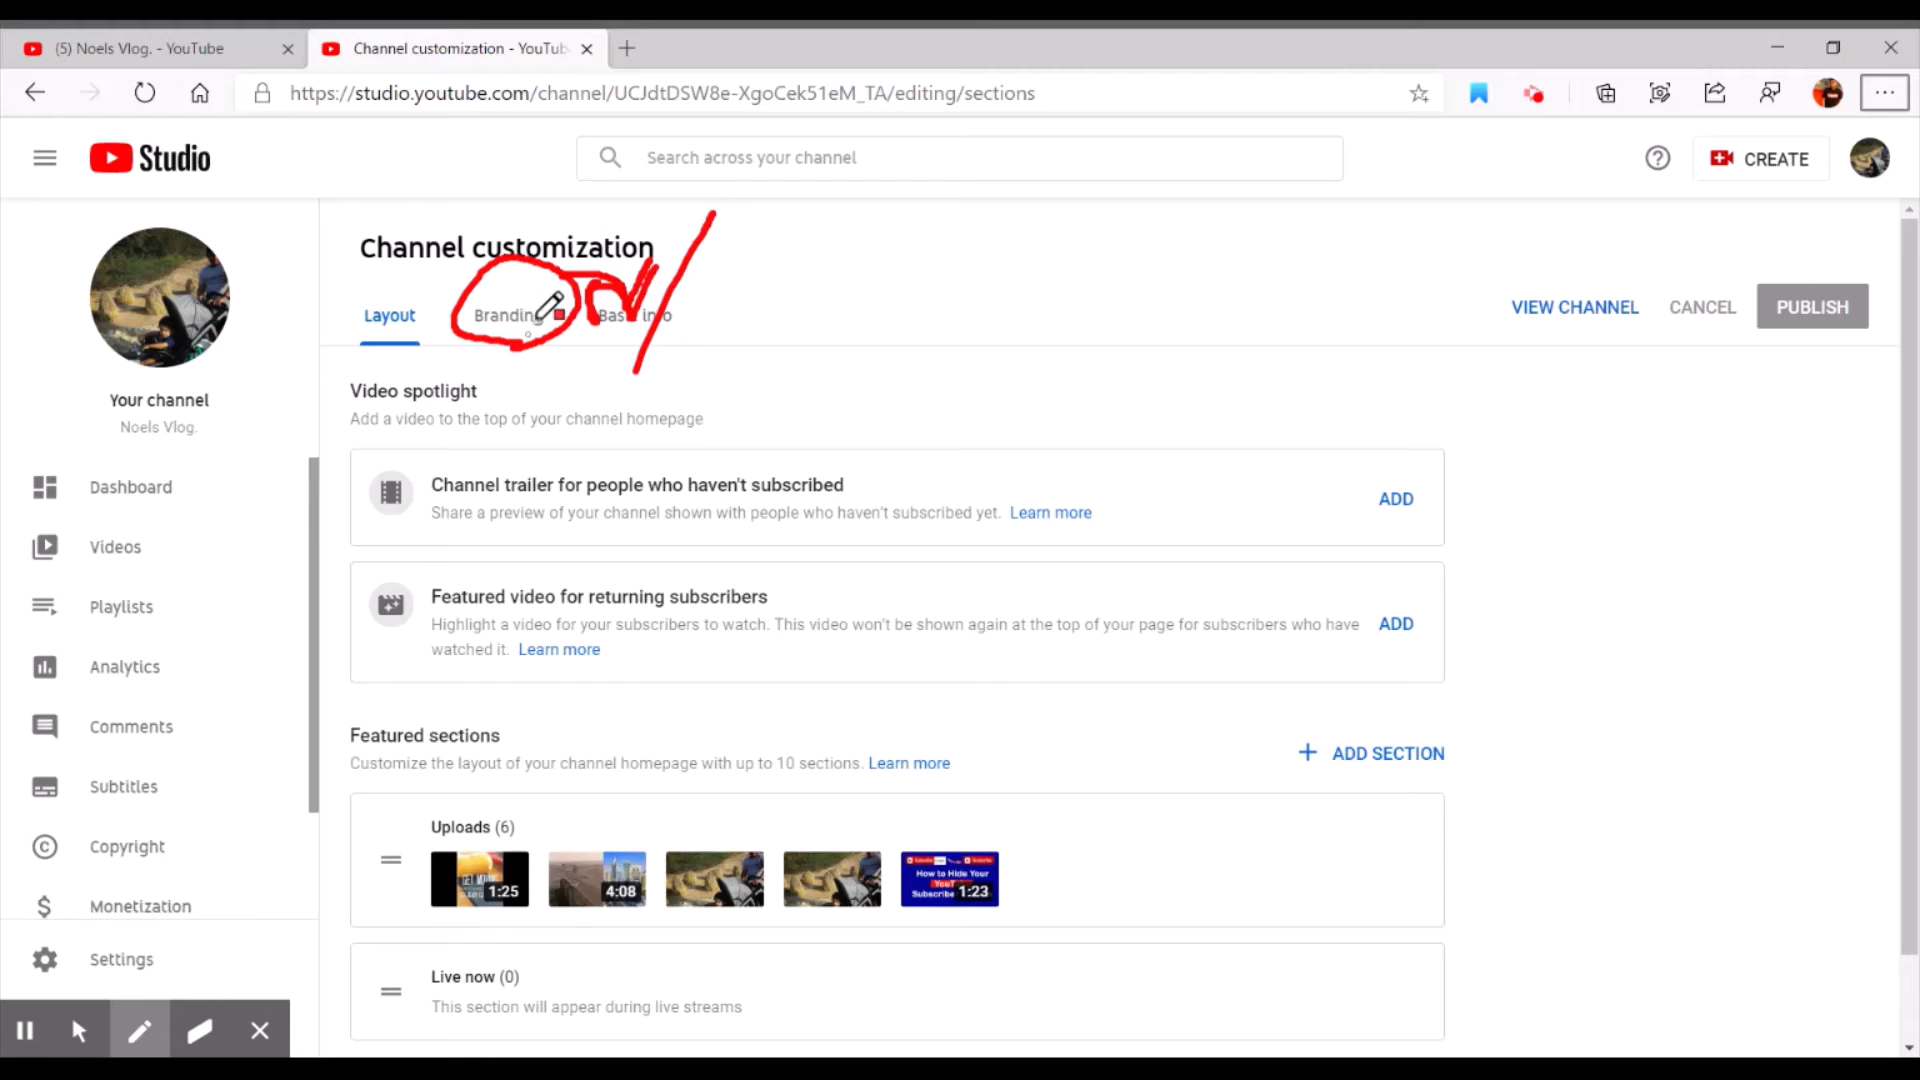 (5) Noels Vlog. - YouTube
Channel customization - YouTub
https://studio.youtube.com/channel/UCJdtDSW8e-XgoCek51eM_TA/editing/sections
Studio
Search across your channel
CREATE
Channel customization
Layout
Branding
Basic info
VIEW CHANNEL
CANCEL
PUBLISH
Your channel
Noels Vlog.
Dashboard
Videos
Playlists
Analytics
Comments
Subtitles
Copyright
Monetization
Settings
Video spotlight
Add a video to the top of your channel homepage
Channel trailer for people who haven't subscribed
Share a preview of your channel shown with people who haven't subscribed yet. Learn more
ADD
Featured video for returning subscribers
Highlight a video for your subscribers to watch. This video won't be shown again at the top of your page for subscribers who have
watched it. Learn more
ADD
Featured sections
Customize the layout of your channel homepage with up to 10 sections. Learn more
+ ADD SECTION
Uploads (6)
1:25
4:08
How to Hide Your
YouT
Subscribe
1:23
Live now (0)
This section will appear during live streams